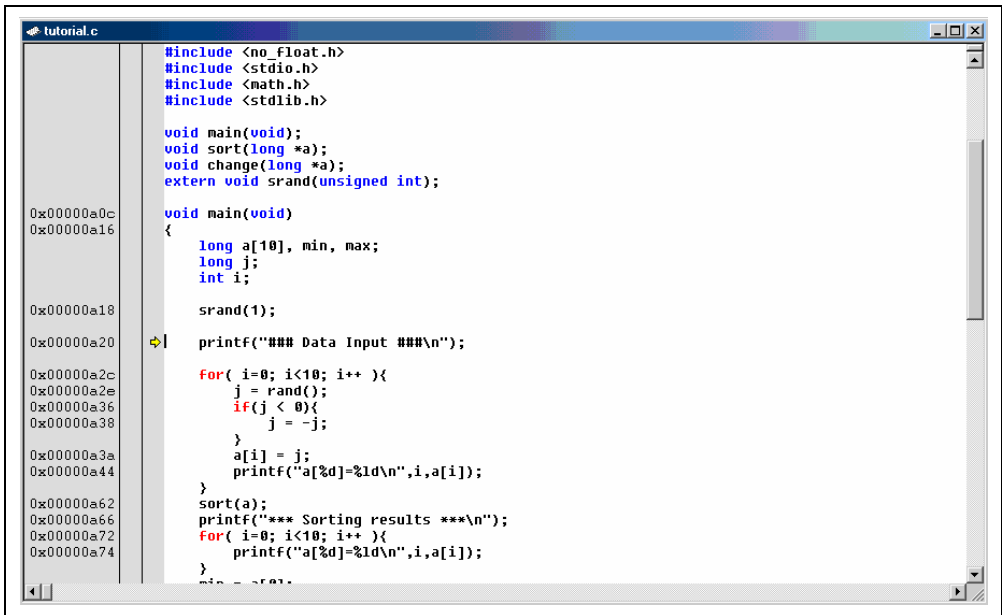 tutorial.c
#include <no_float.h>
#include <stdio.h>
#include <math.h>
#include <stdlib.h>
void main(void);
void sort(long *a);
void change(long *a);
extern void srand(unsigned int);
0x00000a0c void main(void)
0x00000a16 {
long a[10], min, max;
long j;
int i;
0x00000a18 srand(1);
0x00000a20 printf("### Data Input ###\n");
0x00000a2c for( i=0; i<10; i++ ){
0x00000a2e j = rand();
0x00000a36 if(j < 0){
0x00000a38 j = -j;
}
0x00000a3a a[i] = j;
0x00000a44 printf("a[%d]=%ld\n",i,a[i]);
}
0x00000a62 sort(a);
0x00000a66 printf("*** Sorting results ***\n");
0x00000a72 for( i=0; i<10; i++ ){
0x00000a74 printf("a[%d]=%ld\n",i,a[i]);
}
min = a[0];